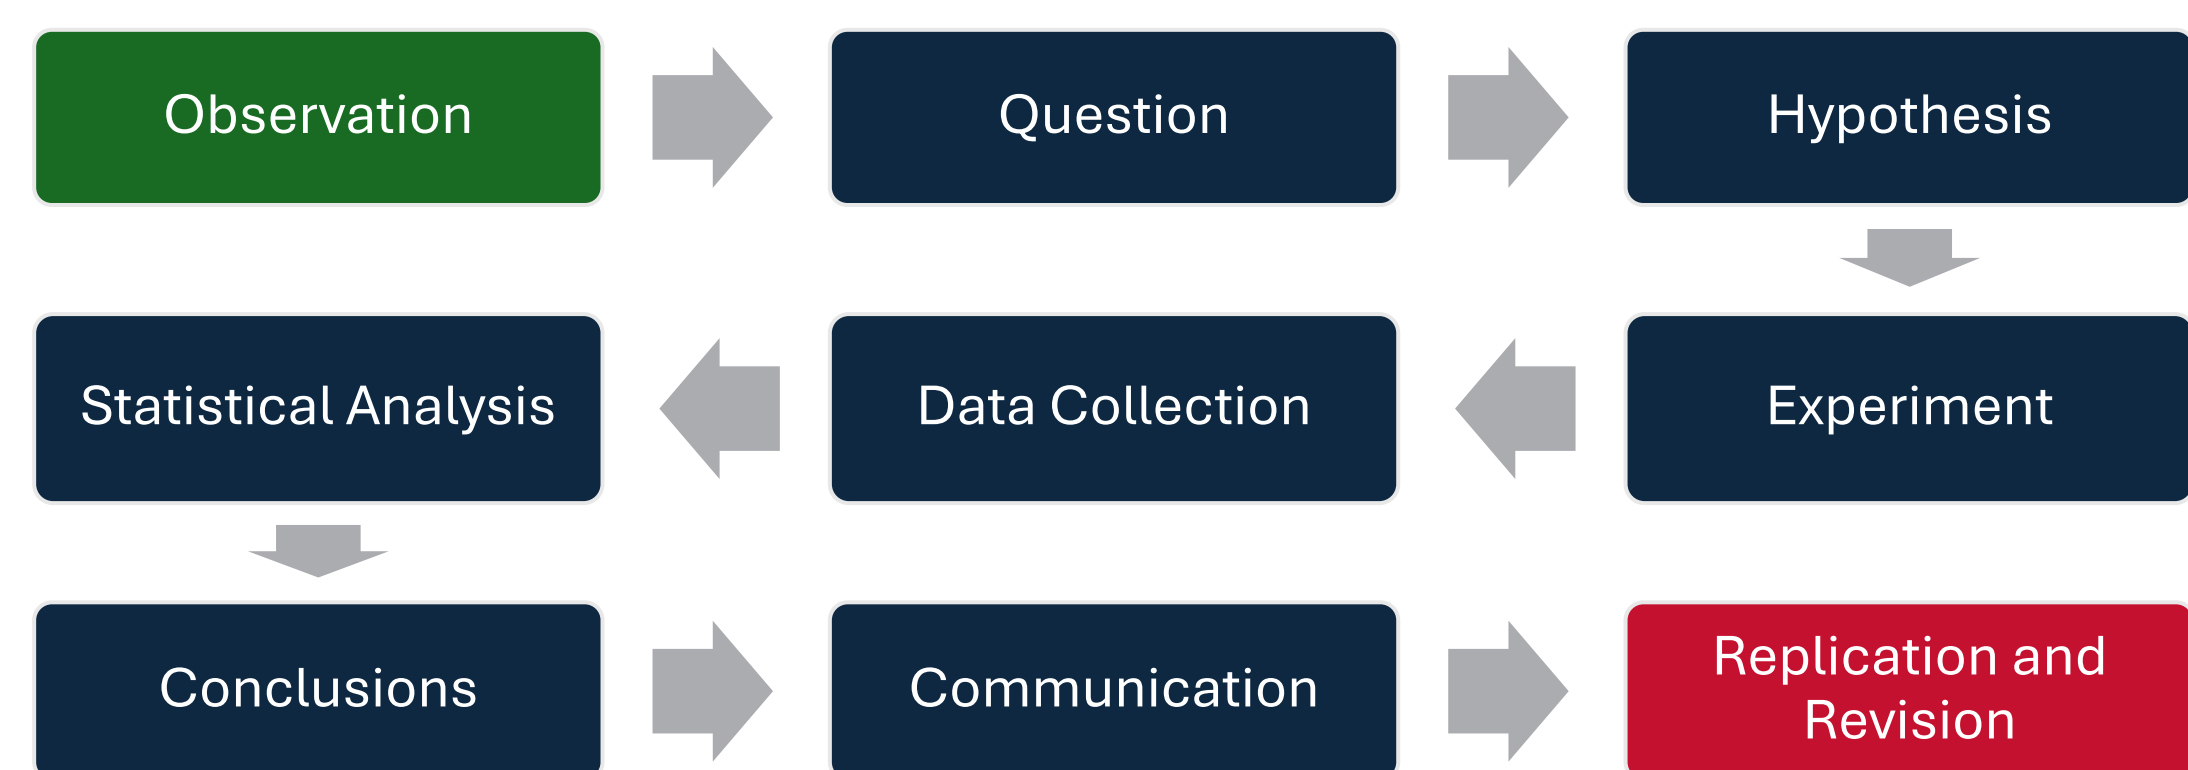 Observation
Question
Hypothesis
Experiment
Data Collection
Statistical Analysis
Conclusions
Communication
Replication and
Revision